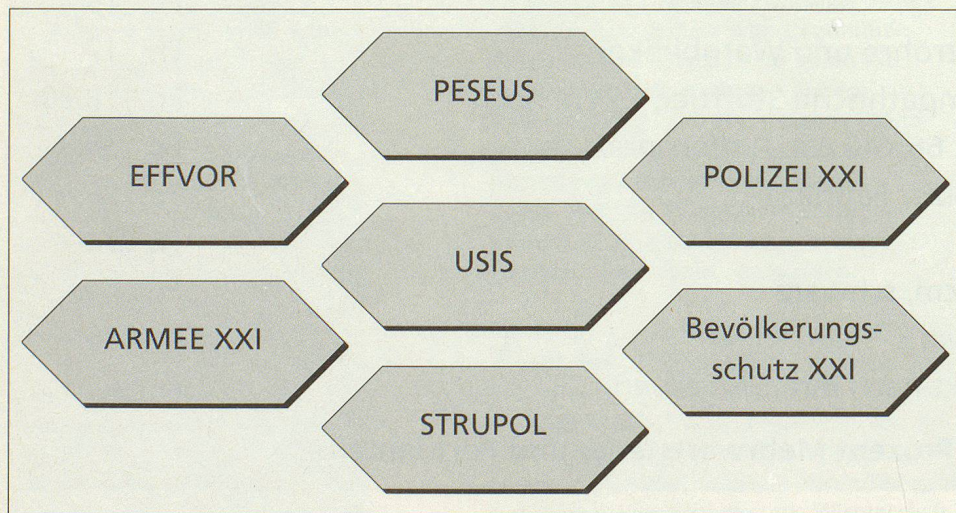 PESEUS
EFFVOR
POLIZEI XXI
USIS
ARMEE XXI
Bevölkerungs-
schutz XXI
STRUPOL